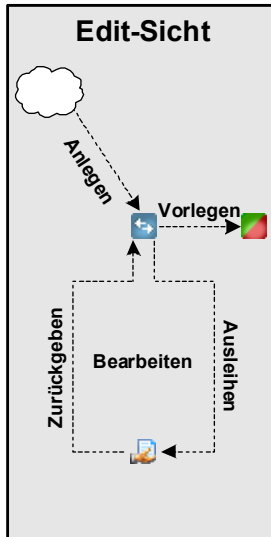 Edit-Sicht
Anlegen
Vorlegen
Zurückgeben
Bearbeiten
Ausleihen